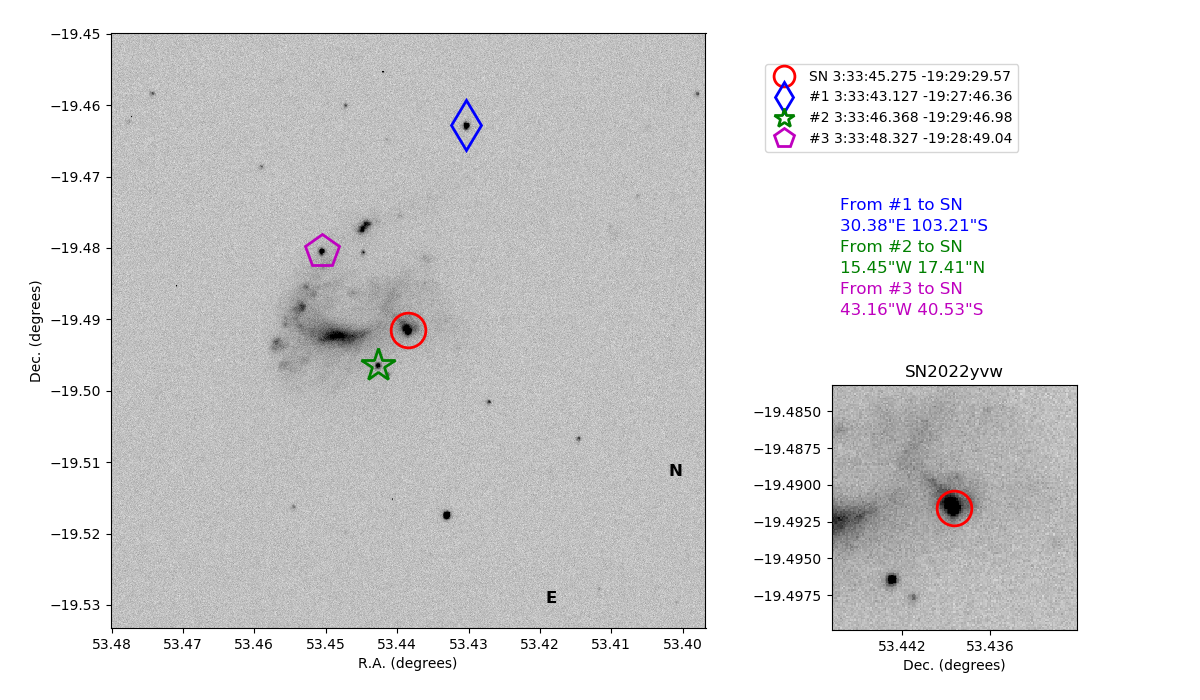 −19.45
−19.46
−19.47
−19.48
−19.49
−19.50
−19.51
−19.52
−19.53
Dec. (degrees)
53.48 53.47 53.46 53.45 53.44 53.43 53.42 53.41 53.40
R.A. (degrees)
N
E
SN 3:33:45.275 -19:29:29.57
#1 3:33:43.127 -19:27:46.36
#2 3:33:46.368 -19:29:46.98
#3 3:33:48.327 -19:28:49.04
From #1 to SN
30.38"E 103.21"S
From #2 to SN
15.45"W 17.41"N
From #3 to SN
43.16"W 40.53"S
SN2022yvw
−19.4850
−19.4875
−19.4900
−19.4925
−19.4950
−19.4975
53.442 53.436
Dec. (degrees)